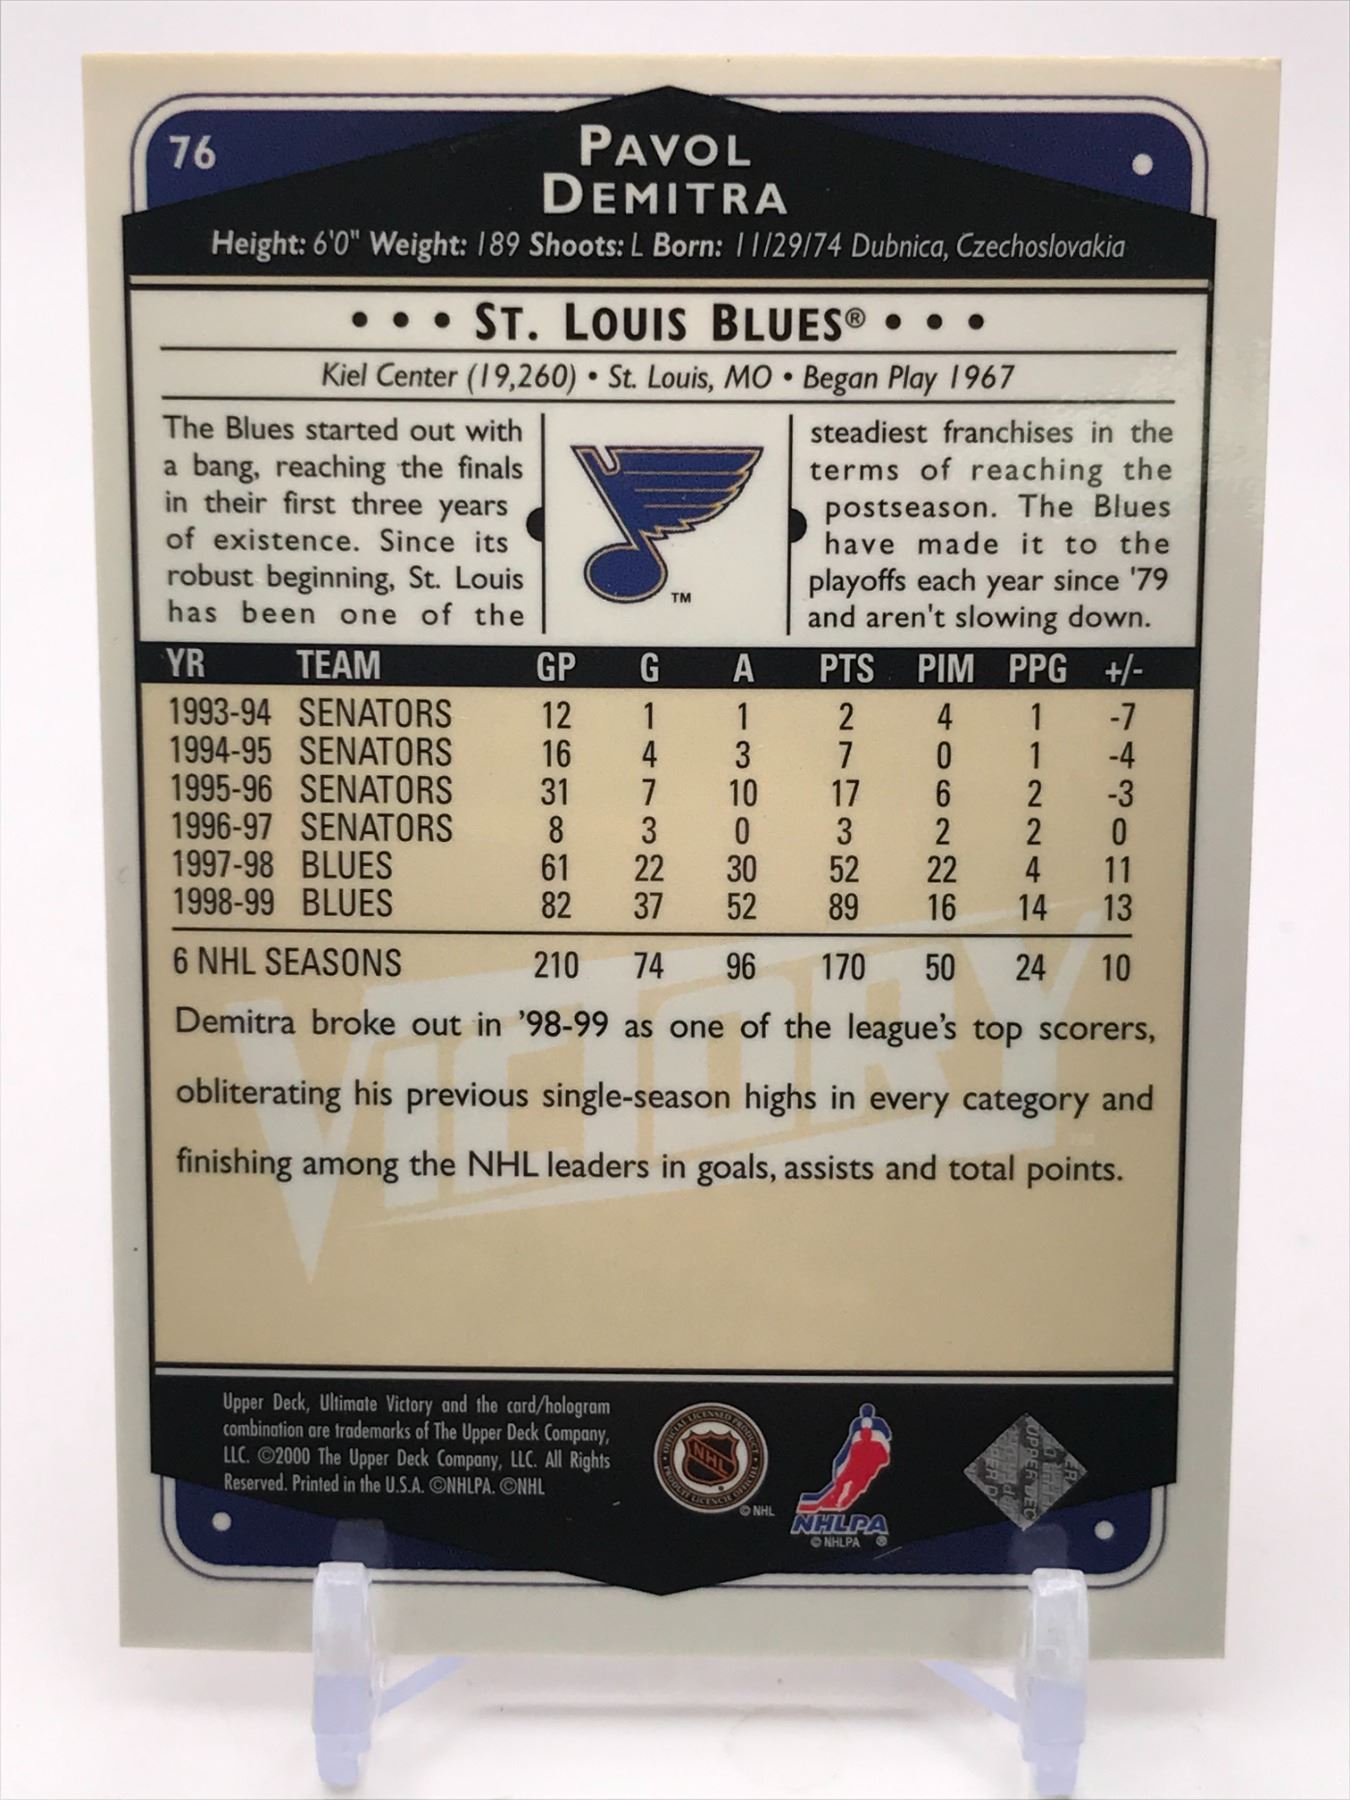 76
PAVOL
DEMITRA
Height: 6'0" Weight: 189 Shoots: L Born: 11/29/74 Dubnica, Czechoslovakia
• • • ST. LOUIS BLUES® • • •
Kiel Center (19,260) • St. Louis, MO • Began Play 1967
The Blues started out with
a bang, reaching the finals
in their first three years
of existence. Since its
robust beginning, St. Louis
has been one of the
TM
steadiest franchises in the
terms of reaching the
postseason. The Blues
have made it to the
playoffs each year since '79
and aren't slowing down.
YR TEAM GP G A PTS PIM PPG +/-
1993-94 SENATORS 12 1 1 2 4 1 -7
1994-95 SENATORS 16 4 3 7 0 1 -4
1995-96 SENATORS 31 7 10 17 6 2 -3
1996-97 SENATORS 8 3 0 3 2 2 0
1997-98 BLUES 61 22 30 52 22 4 11
1998-99 BLUES 82 37 52 89 16 14 13
6 NHL SEASONS 210 74 96 170 50 24 10
VICTORY
Demitra broke out in ’98-99 as one of the league’s top scorers,
obliterating his previous single-season highs in every category and
finishing among the NHL leaders in goals, assists and total points.
Upper Deck, Ultimate Victory and the card/hologram
combination are trademarks of The Upper Deck Company,
LLC. ©2000 The Upper Deck Company, LLC. All Rights
Reserved. Printed in the U.S.A. ©NHLPA. ©NHL
OFFICIAL LICENSED PRODUCT
NHL
PRODUIT LICENCIE OFFICIEL
© NHL
NHLPA
© NHLPA ®
UPPER DEC